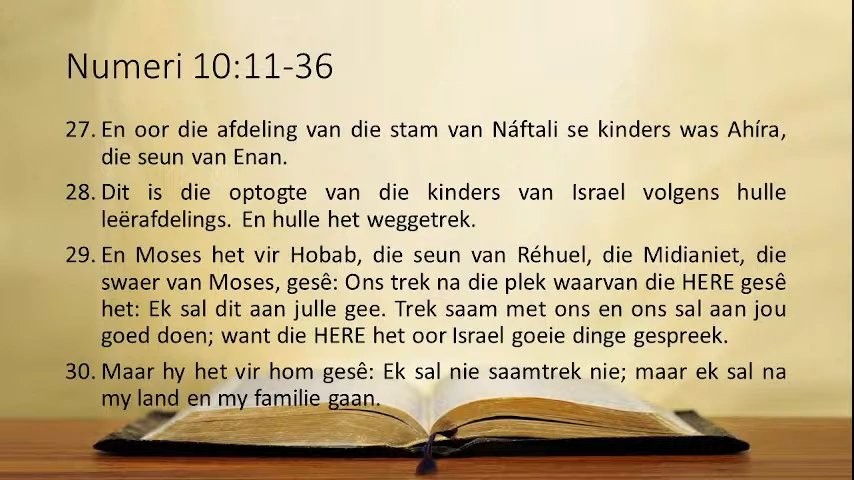 Numeri 10:11-36
27. En oor die afdeling van die stam van Náftali se kinders was Ahíra,
die seun van Enan.
28. Dit is die optogte van die kinders van Israel volgens hulle
leërafdelings. En hulle het weggetrek.
29. En Moses het vir Hobab, die seun van Réhuel, die Midianiet, die
swaer van Moses, gesê: Ons trek na die plek waarvan die HERE gesê
het: Ek sal dit aan julle gee. Trek saam met ons en ons sal aan jou
goed doen; want die HERE het oor Israel goeie dinge gespreek.
30. Maar hy het vir hom gesê: Ek sal nie saamtrek nie; maar ek sal na
my land en my familie gaan.